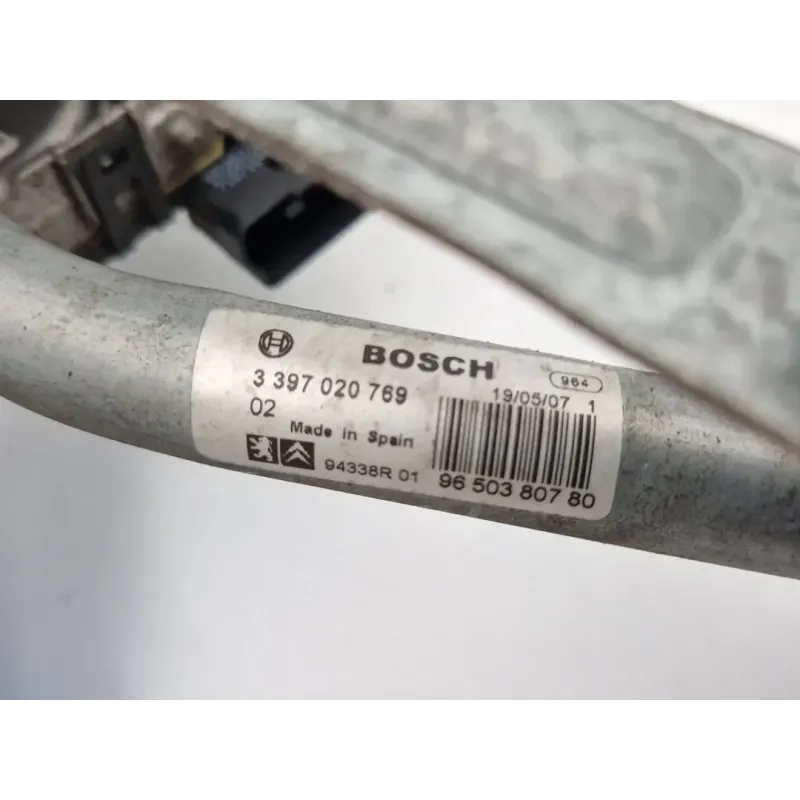 BOSCH
964
3 397 020 769
19/05/07 1
02
Made in Spain
94338R 01
96 503 807 80